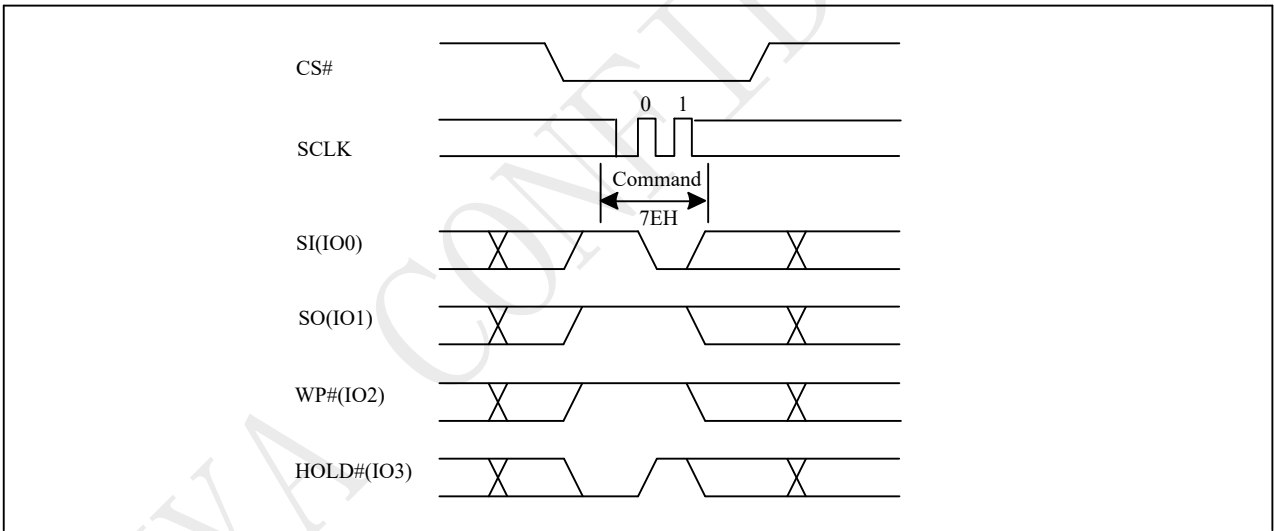 CS#
0 1
SCLK
Command
7EH
SI(IO0)
SO(IO1)
WP#(IO2)
HOLD#(IO3)